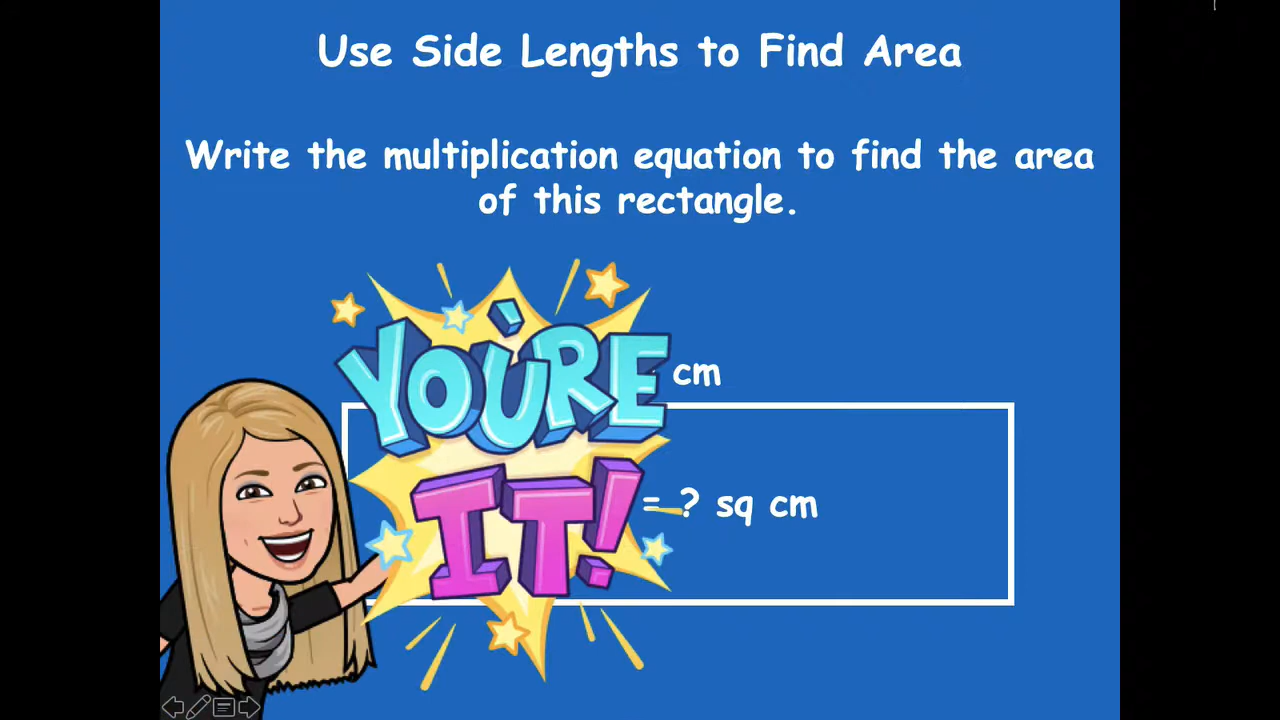 Use Side Lengths to Find Area
Write the multiplication equation to find the area
of this rectangle.
YOU'RE
cm
IT!
= ? sq cm